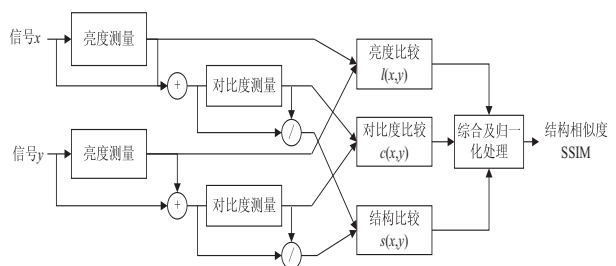 信号x
亮度测量
亮度比较
l(x,y)
+
对比度测量
/
对比度比较
c(x,y)
综合及归一
化处理
结构相似度
SSIM
信号y
亮度测量
+
对比度测量
/
结构比较
s(x,y)